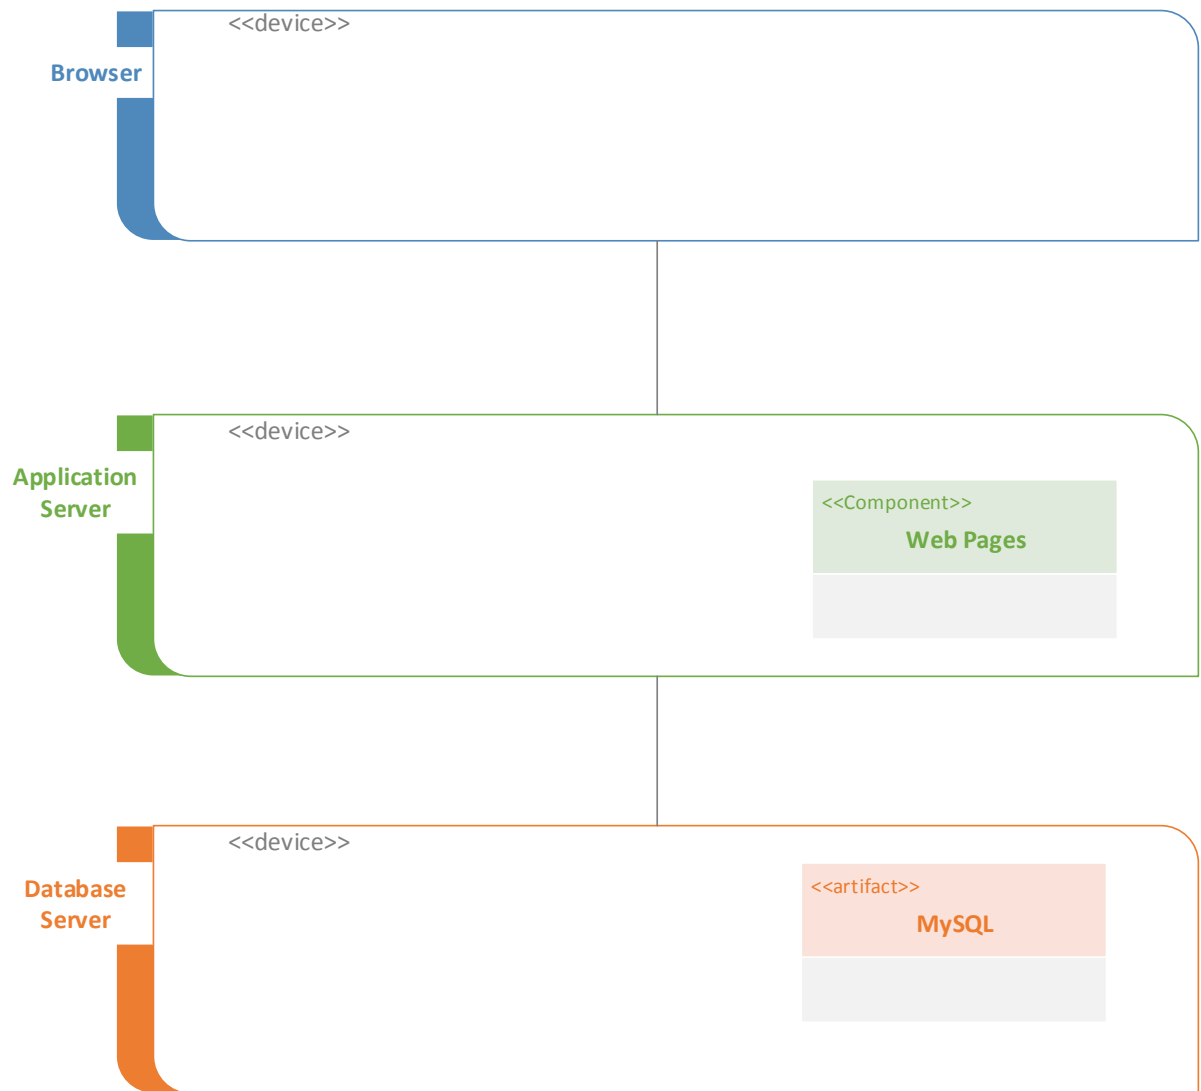 <<device>>
Browser
<<device>>
Application
Server
<<Component>>
Web Pages
<<device>>
Database
Server
<<artifact>>
MySQL